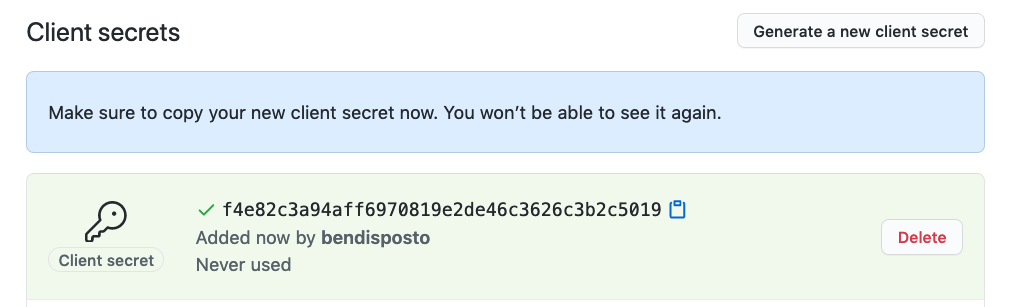 Client secrets
Generate a new client secret
Make sure to copy your new client secret now. You won’t be able to see it again.
f4e82c3a94aff6970819e2de46c3626c3b2c5019
Added now by bendisposto
Never used
Client secret
Delete